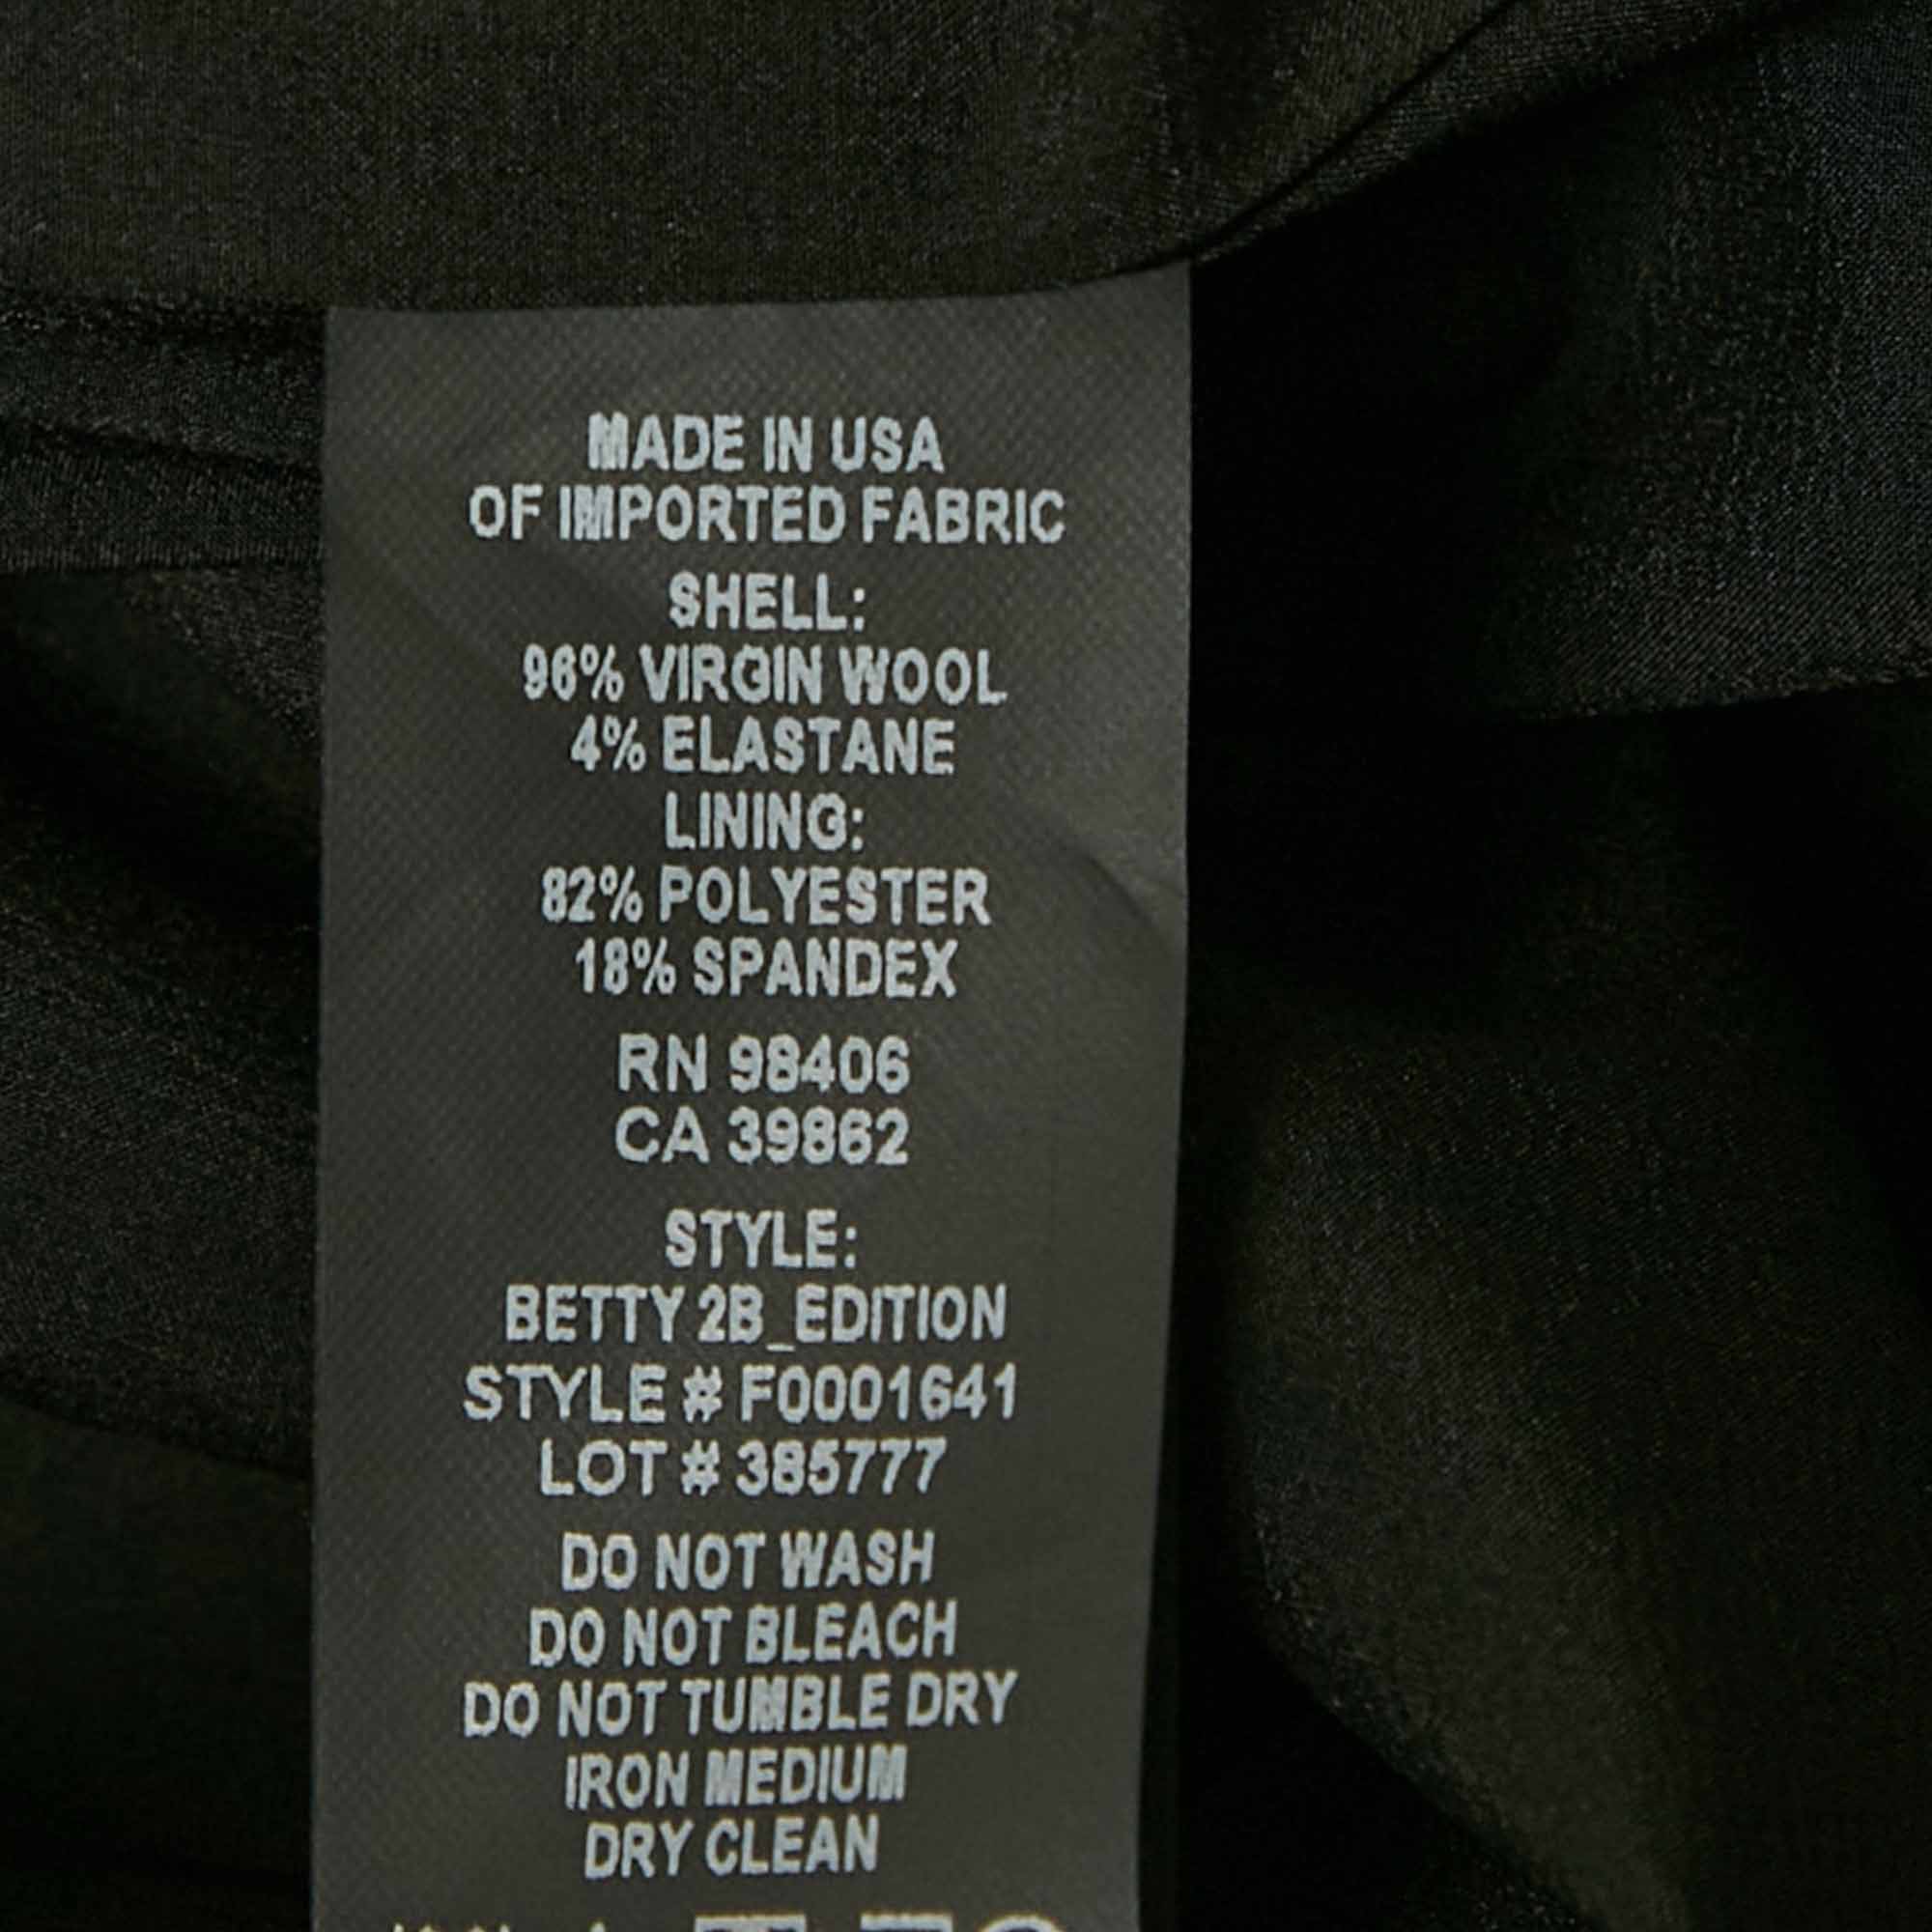 MADE IN USA
OF IMPORTED FABRIC
SHELL:
96% VIRGIN WOOL
4% ELASTANE
LINING:
82% POLYESTER
18% SPANDEX
RN 98406
CA 39862
STYLE:
BETTY 2B_EDITION
STYLE # F0001641
LOT # 385777
DO NOT WASH
DO NOT BLEACH
DO NOT TUMBLE DRY
IRON MEDIUM
DRY CLEAN